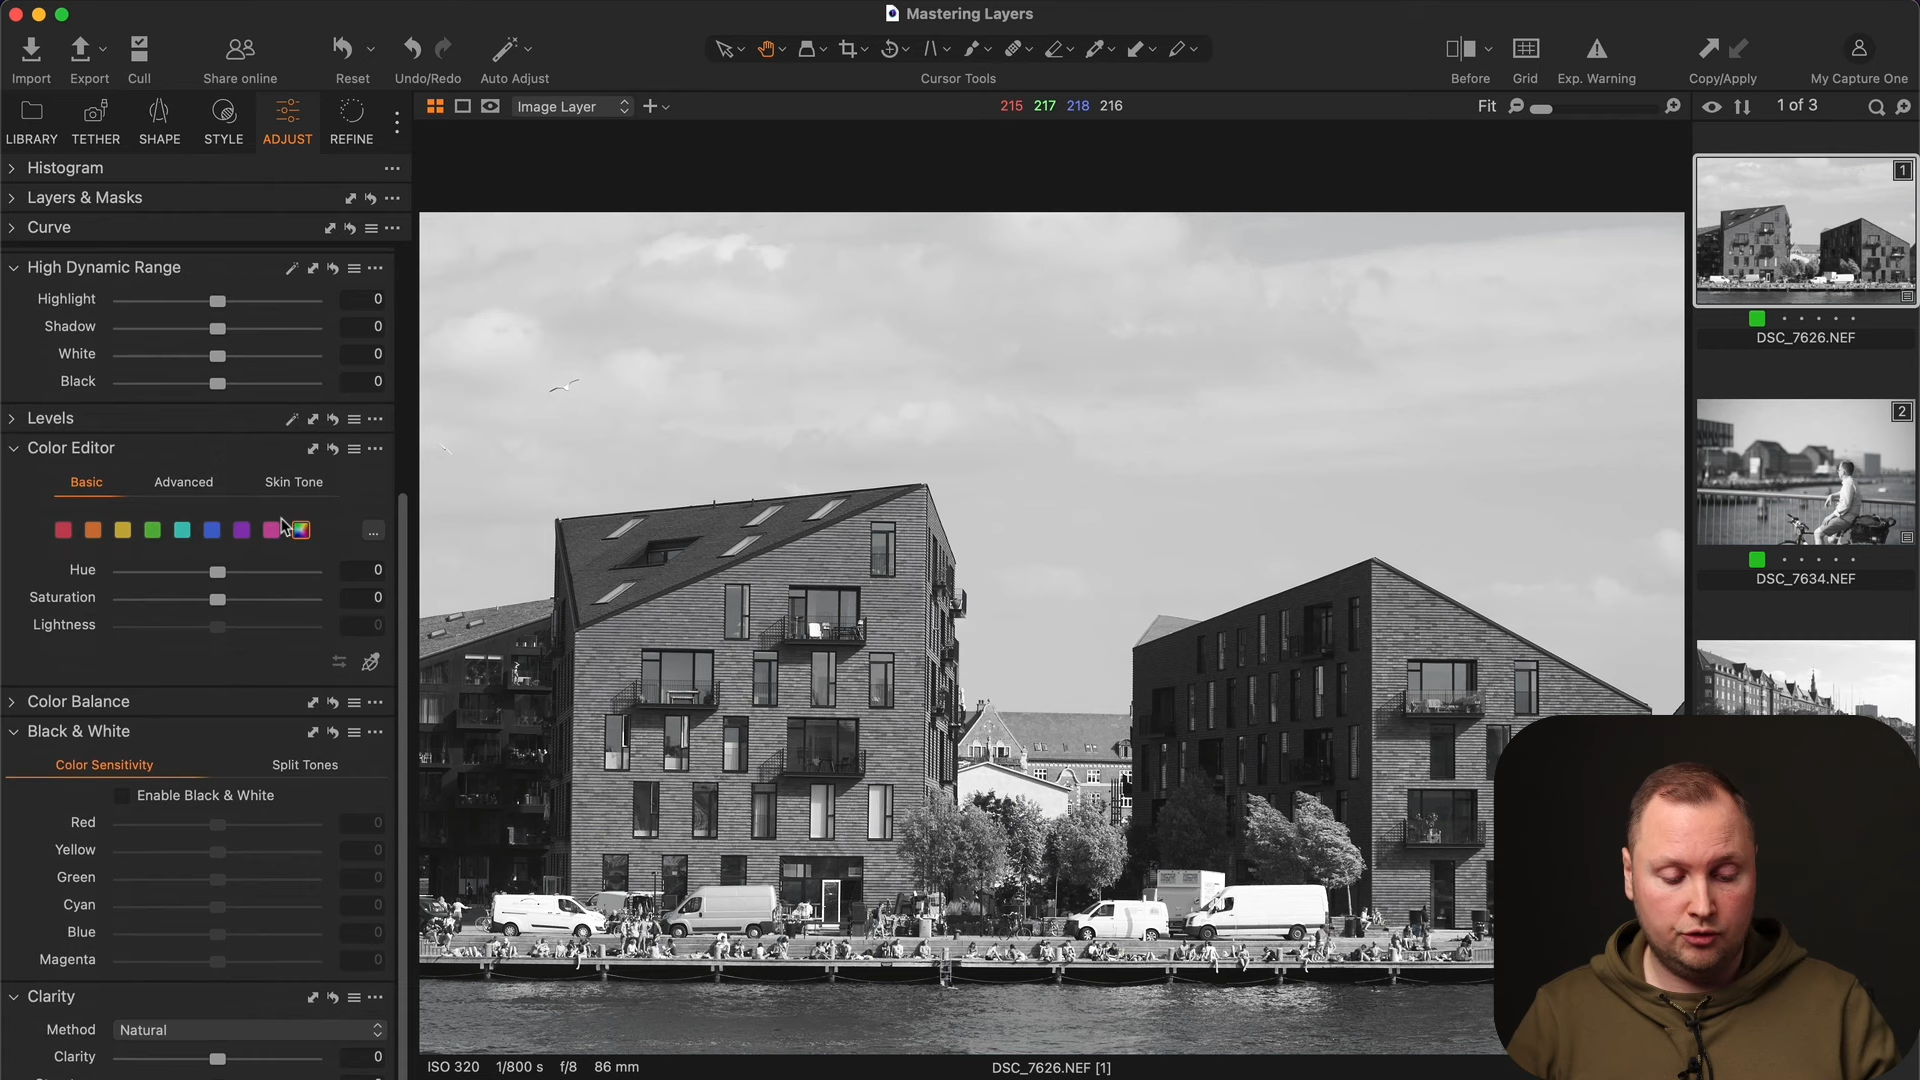 Mastering Layers
Import Export Cull Share online Reset Undo/Redo Auto Adjust Cursor Tools Before Grid Exp. Warning Copy/Apply My Capture One
LIBRARY TETHER SHAPE STYLE ADJUST REFINE
Image Layer 215 217 218 216 Fit 1 of 3
Histogram
Layers & Masks
Curve
High Dynamic Range
Highlight 0
Shadow 0
White 0
Black 0
Levels
Color Editor
Basic Advanced Skin Tone
...
Hue 0
Saturation 0
Lightness 0
Color Balance
Black & White
Color Sensitivity Split Tones
Enable Black & White
Red 0
Yellow 0
Green 0
Cyan 0
Blue 0
Magenta 0
Clarity
Method Natural
Clarity 0
1
DSC_7626.NEF
2
DSC_7634.NEF
ISO 320 1/800 s f/8 86 mm DSC_7626.NEF [1]